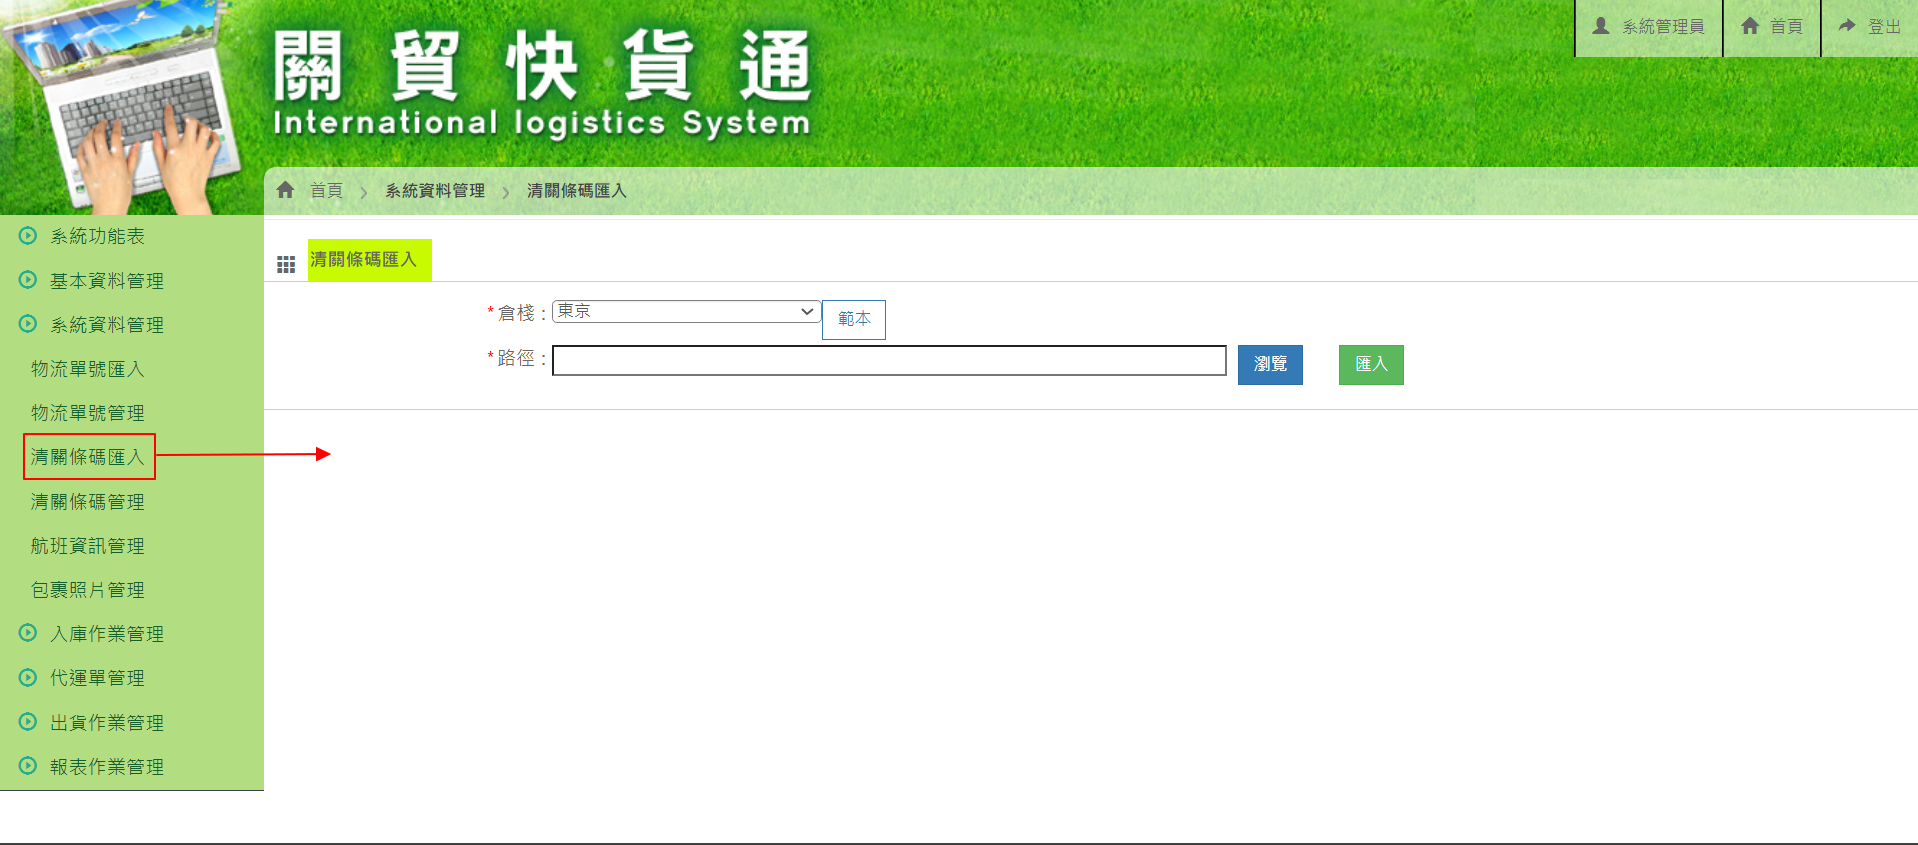 關貿快貨通
International logistics System
系統管理員
首頁
登出
首頁 > 系統資料管理 > 清關條碼匯入
系統功能表
基本資料管理
系統資料管理
物流單號匯入
物流單號管理
清關條碼匯入
清關條碼管理
航班資訊管理
包裹照片管理
入庫作業管理
代運單管理
出貨作業管理
報表作業管理
清關條碼匯入
*倉棧：東京 範本
*路徑： 瀏覽 匯入